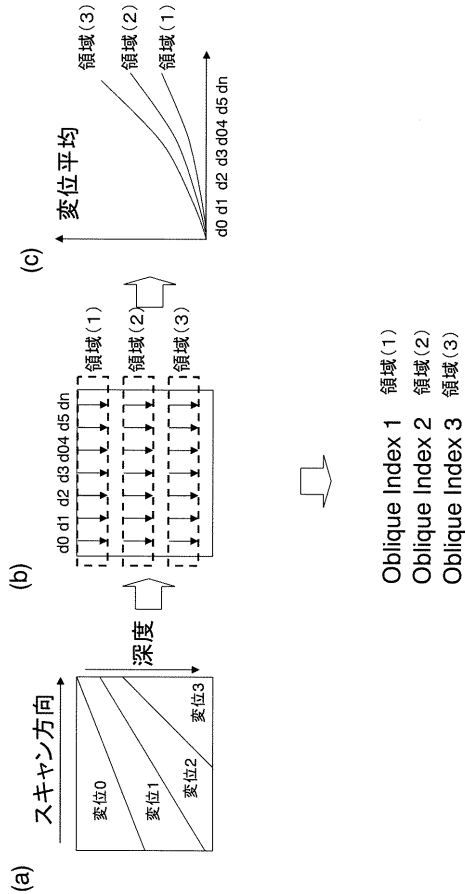 (a)
スキャン方向
深度
変位0
変位1
変位2
変位3
(b)
d0 d1 d2 d3 d04 d5 dn
領域(1)
領域(2)
領域(3)
(c)
変位平均
領域(3)
領域(2)
領域(1)
d0 d1 d2 d3 d04 d5 dn
Oblique Index 1 領域(1)
Oblique Index 2 領域(2)
Oblique Index 3 領域(3)